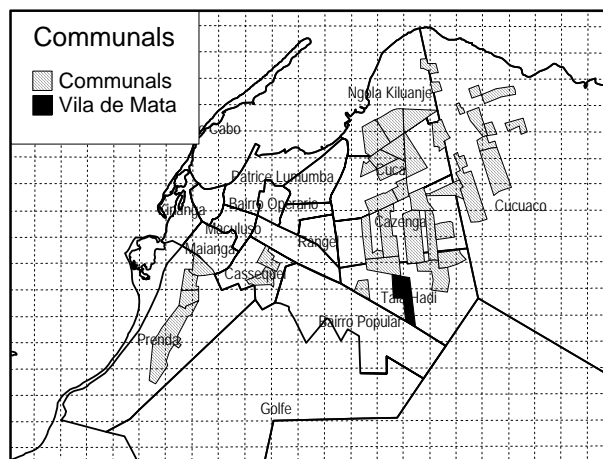 Communals
Communals
Vila de Mata
Ngola Kiluanje
Cabo
Cuca
Patrice Lumumba
Bairro Operario
Cucuaco
Maculuso
Cazenga
Rangel
Maianga
Cassequel
Tala Hadi
Bairro Popular
Prenda
Golfe